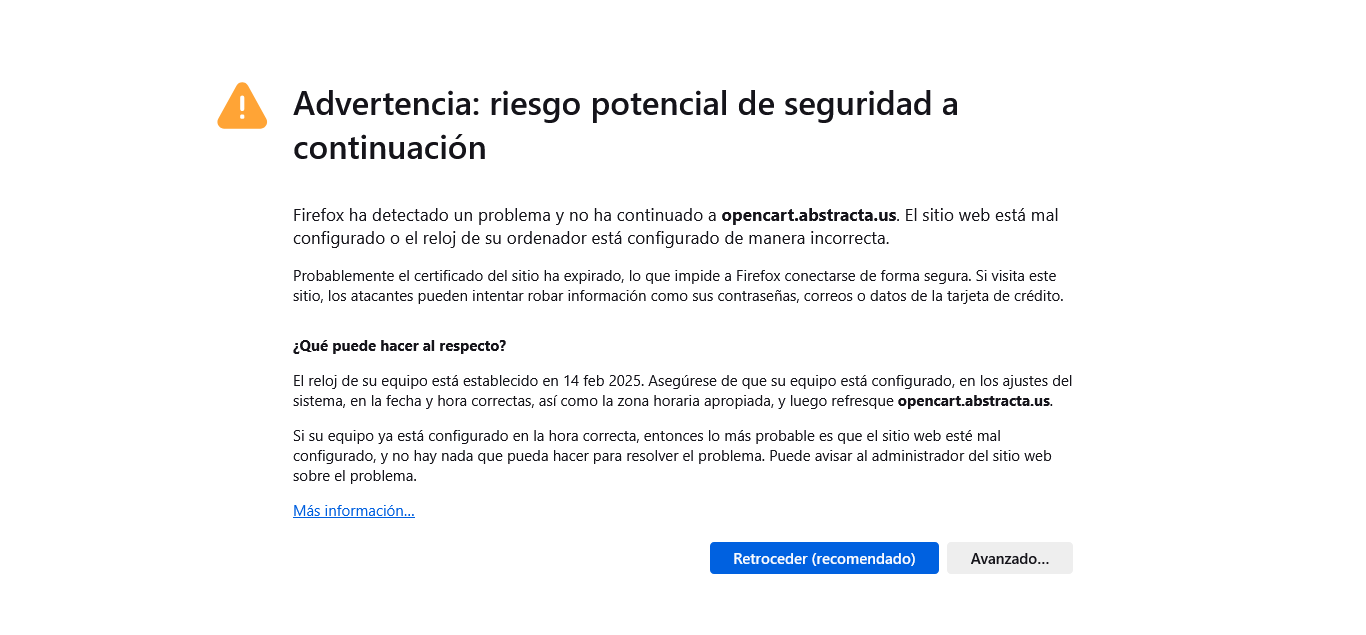 Advertencia: riesgo potencial de seguridad a
continuación
Firefox ha detectado un problema y no ha continuado a opencart.abstracta.us. El sitio web está mal
configurado o el reloj de su ordenador está configurado de manera incorrecta.
Probablemente el certificado del sitio ha expirado, lo que impide a Firefox conectarse de forma segura. Si visita este
sitio, los atacantes pueden intentar robar información como sus contraseñas, correos o datos de la tarjeta de crédito.
¿Qué puede hacer al respecto?
El reloj de su equipo está establecido en 14 feb 2025. Asegúrese de que su equipo está configurado, en los ajustes del
sistema, en la fecha y hora correctas, así como la zona horaria apropiada, y luego refresque opencart.abstracta.us.
Si su equipo ya está configurado en la hora correcta, entonces lo más probable es que el sitio web esté mal
configurado, y no hay nada que pueda hacer para resolver el problema. Puede avisar al administrador del sitio web
sobre el problema.
Más información...
Retroceder (recomendado)
Avanzado...